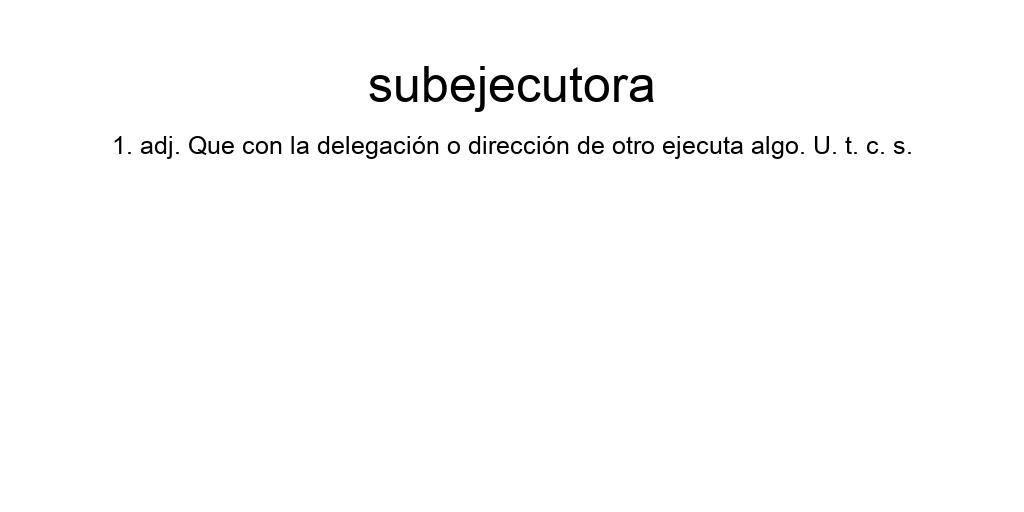 subejecutora
1. adj. Que con la delegación o dirección de otro ejecuta algo. U. t. c. s.